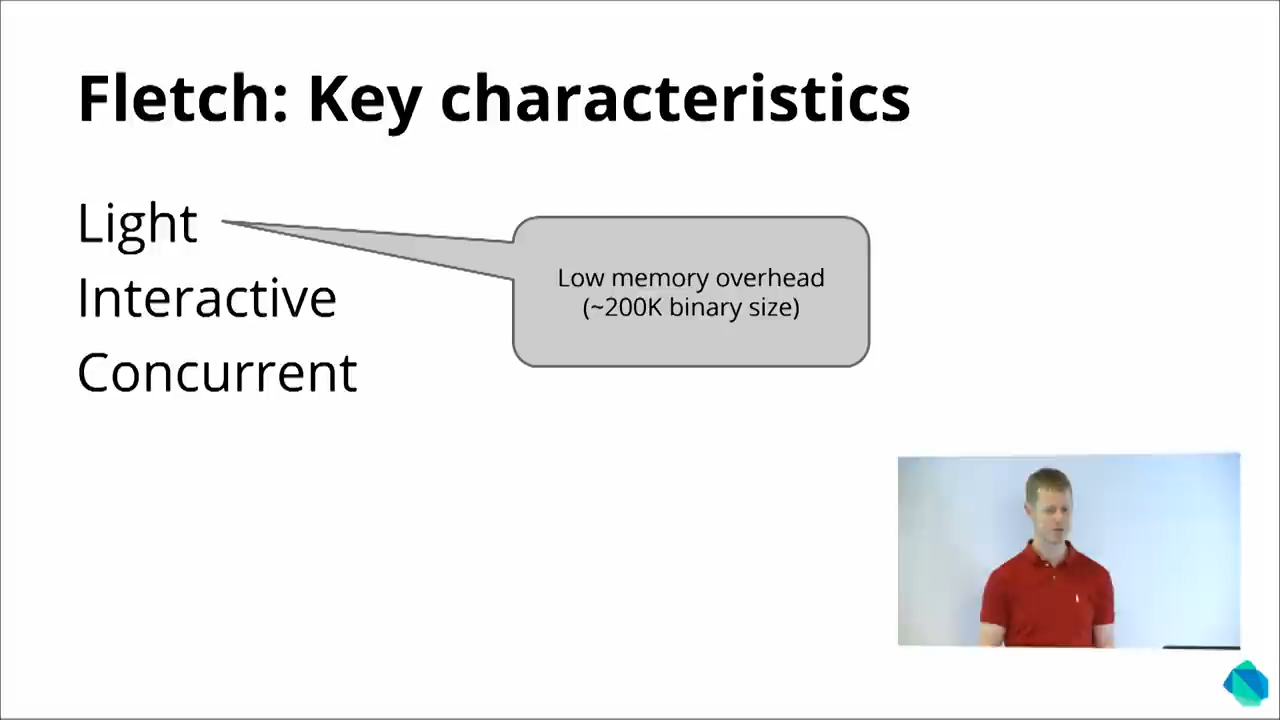 Fletch: Key characteristics
Light
Low memory overhead
(~200K binary size)
Interactive
Concurrent